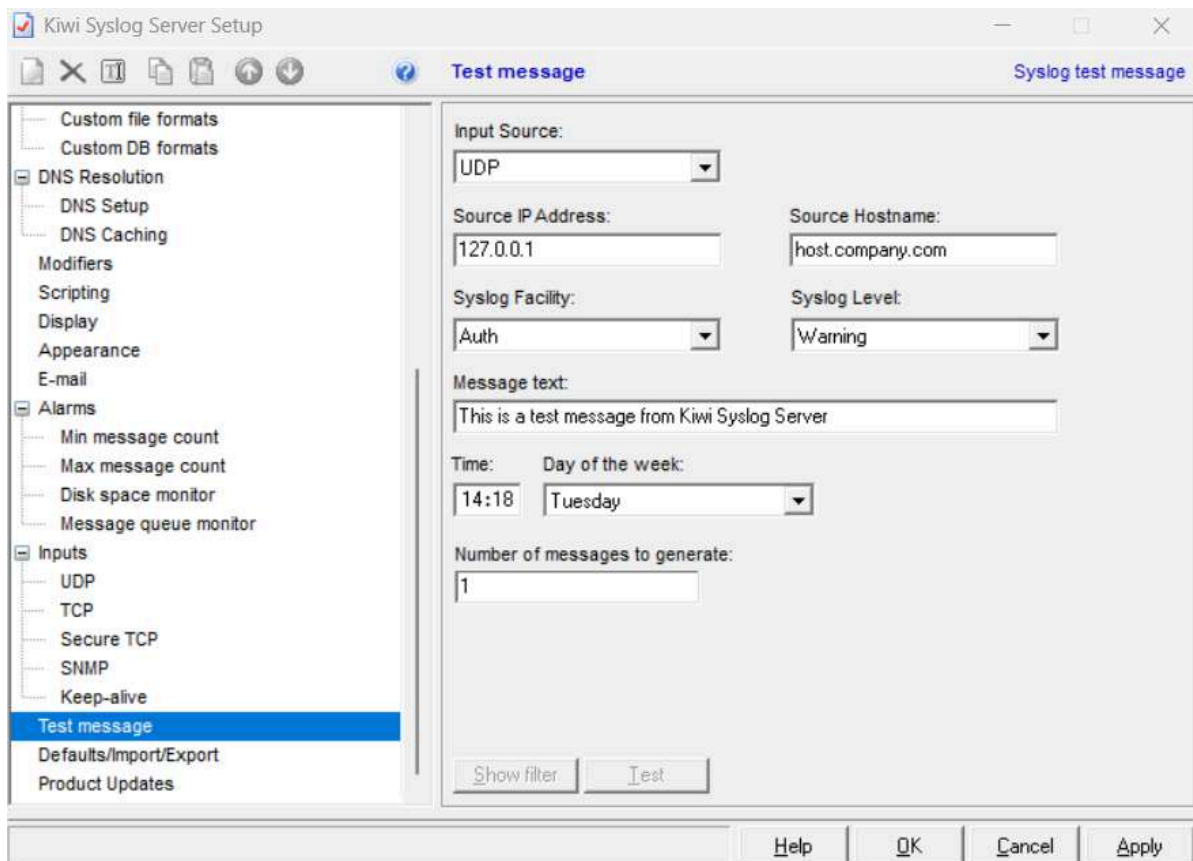 Kiwi Syslog Server Setup
Test message
Syslog test message
Custom file formats
Custom DB formats
DNS Resolution
DNS Setup
DNS Caching
Modifiers
Scripting
Display
Appearance
E-mail
Alarms
Min message count
Max message count
Disk space monitor
Message queue monitor
Inputs
UDP
TCP
Secure TCP
SNMP
Keep-alive
Test message
Defaults/Import/Export
Product Updates
Input Source:
UDP
Source IP Address:
Source Hostname:
127.0.0.1
host.company.com
Syslog Facility:
Syslog Level:
Auth
Warning
Message text:
This is a test message from Kiwi Syslog Server
Time:
Day of the week:
14:18
Tuesday
Number of messages to generate:
1
Show filter
Test
Help
OK
Cancel
Apply